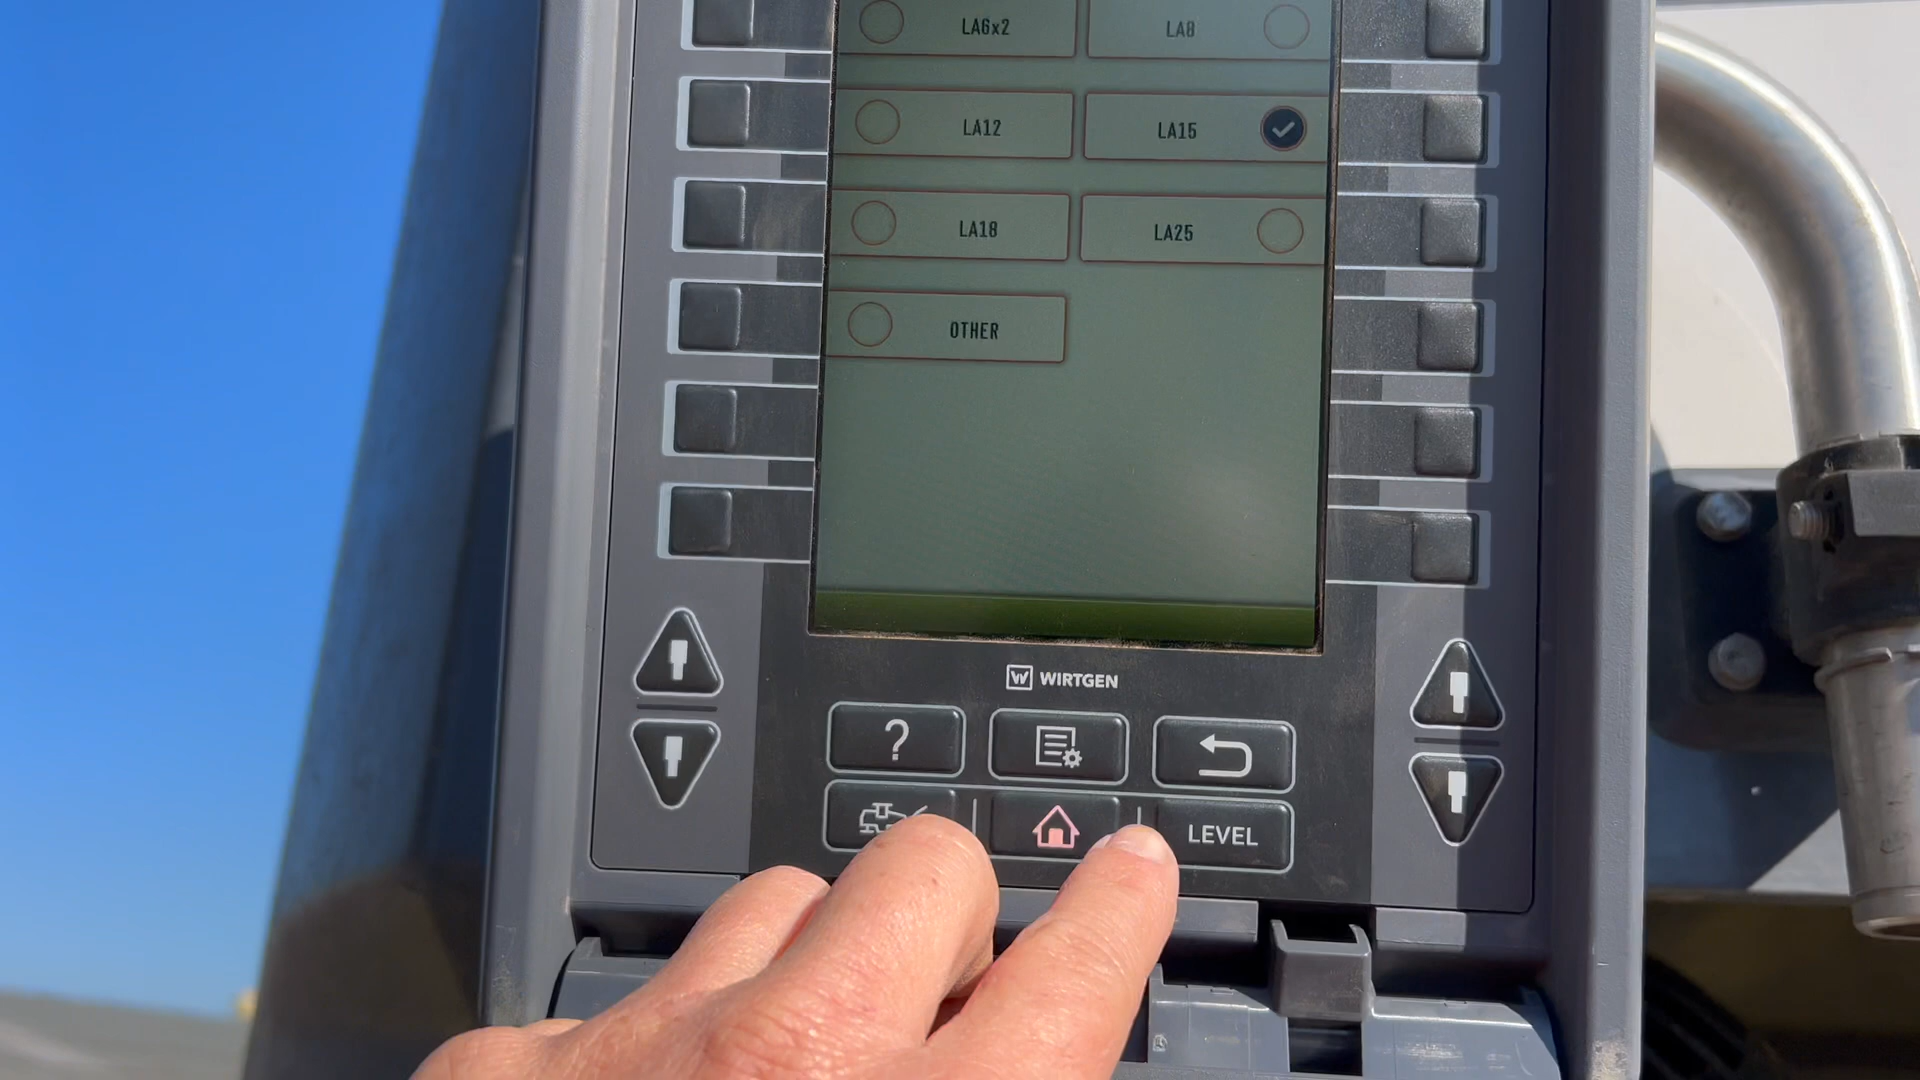 LA6x2 LA8
LA12 LA15
LA18 LA25
OTHER
W WIRTGEN
?
LEVEL